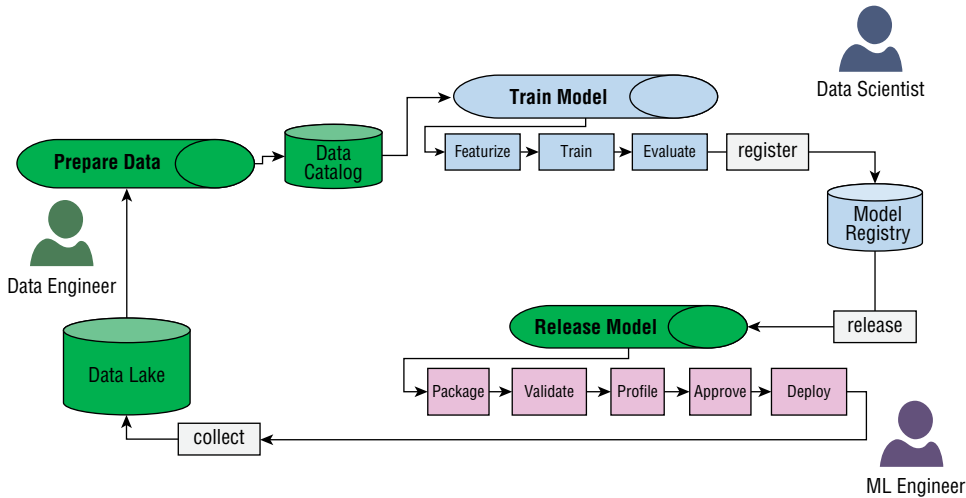 Data Scientist
Train Model
Featurize
Train
Evaluate
register
Prepare Data
Data
Catalog
Model
Registry
Data Engineer
Release Model
release
Data Lake
Package
Validate
Profile
Approve
Deploy
collect
ML Engineer